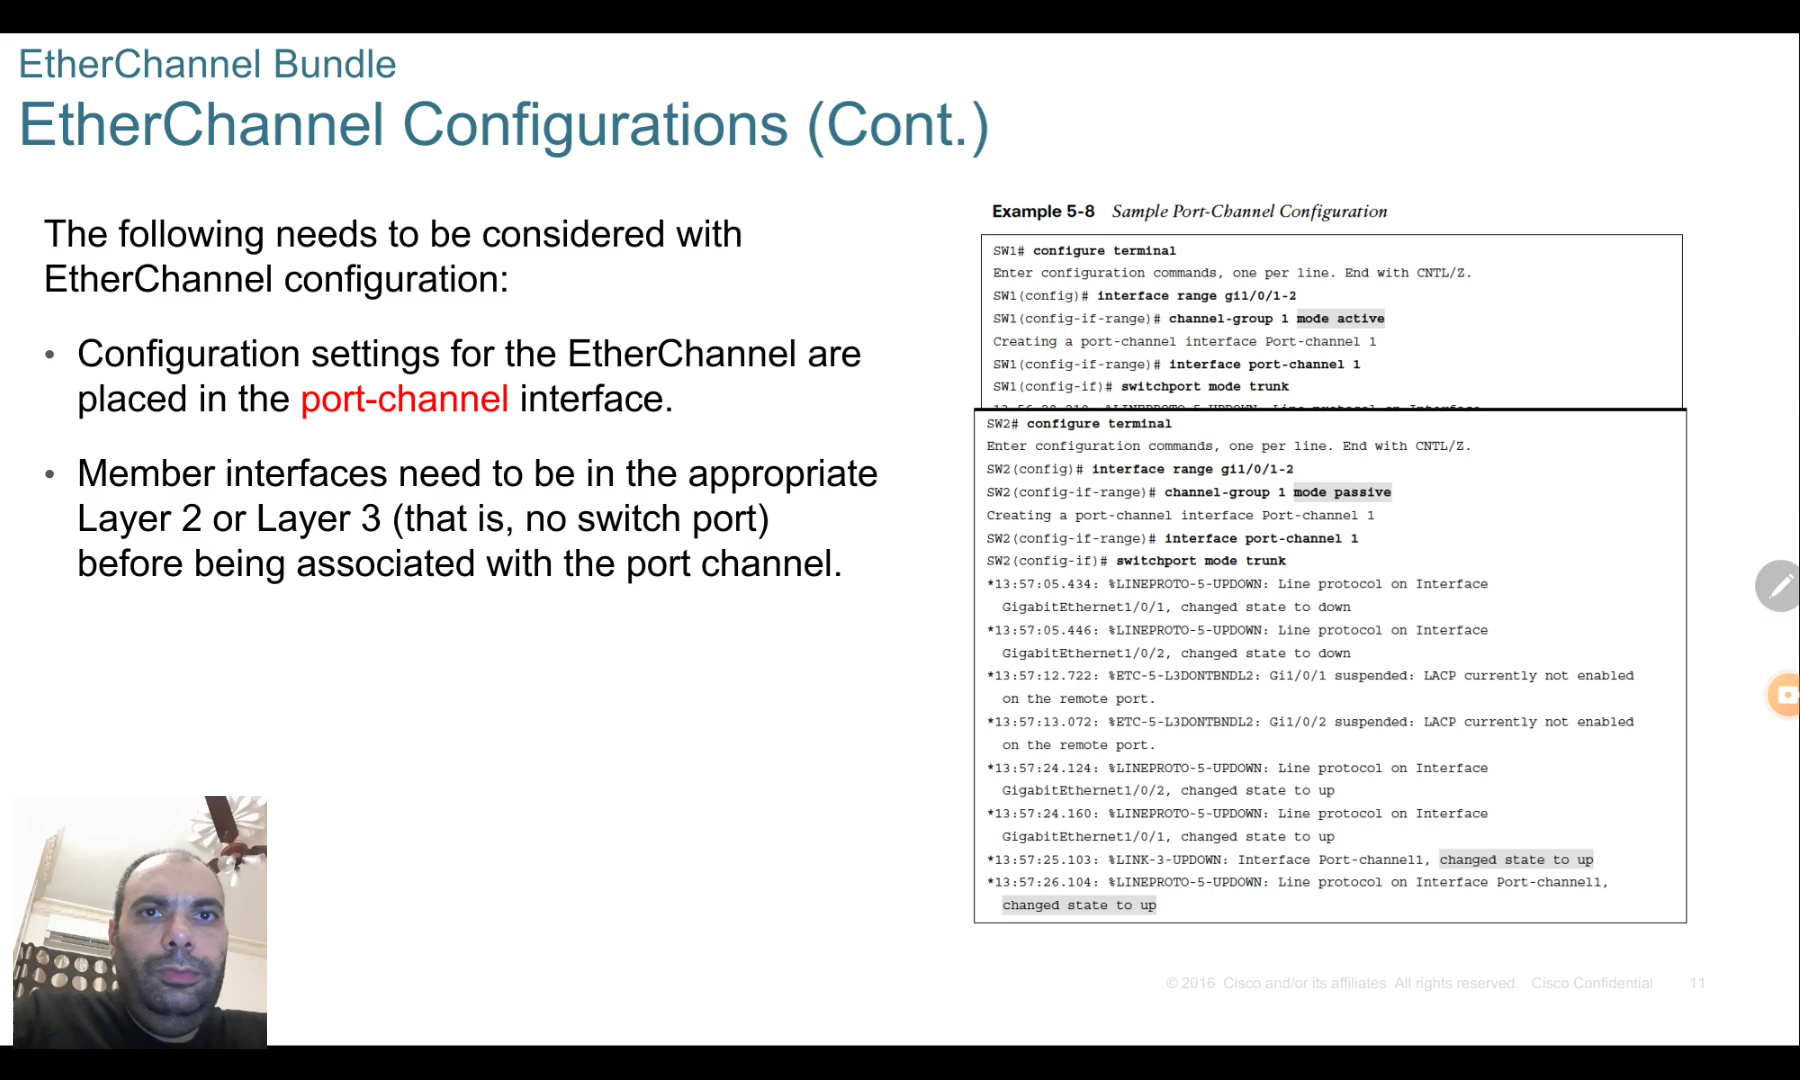 EtherChannel Bundle
EtherChannel Configurations (Cont.)
The following needs to be considered with
EtherChannel configuration:
• Configuration settings for the EtherChannel are
placed in the port-channel interface.
• Member interfaces need to be in the appropriate
Layer 2 or Layer 3 (that is, no switch port)
before being associated with the port channel.
Example 5-8 Sample Port-Channel Configuration
SW1# configure terminal
Enter configuration commands, one per line. End with CNTL/Z.
SW1(config)# interface range gi1/0/1-2
SW1(config-if-range)# channel-group 1 mode active
Creating a port-channel interface Port-channel 1
SW1(config-if-range)# interface port-channel 1
SW1(config-if)# switchport mode trunk
SW2# configure terminal
Enter configuration commands, one per line. End with CNTL/Z.
SW2(config)# interface range gi1/0/1-2
SW2(config-if-range)# channel-group 1 mode passive
Creating a port-channel interface Port-channel 1
SW2(config-if-range)# interface port-channel 1
SW2(config-if)# switchport mode trunk
*13:57:05.434: %LINEPROTO-5-UPDOWN: Line protocol on Interface
GigabitEthernet1/0/1, changed state to down
*13:57:05.446: %LINEPROTO-5-UPDOWN: Line protocol on Interface
GigabitEthernet1/0/2, changed state to down
*13:57:12.722: %ETC-5-L3DONTBNDL2: Gi1/0/1 suspended: LACP currently not enabled
on the remote port.
*13:57:13.072: %ETC-5-L3DONTBNDL2: Gi1/0/2 suspended: LACP currently not enabled
on the remote port.
*13:57:24.124: %LINEPROTO-5-UPDOWN: Line protocol on Interface
GigabitEthernet1/0/2, changed state to up
*13:57:24.160: %LINEPROTO-5-UPDOWN: Line protocol on Interface
GigabitEthernet1/0/1, changed state to up
*13:57:25.103: %LINK-3-UPDOWN: Interface Port-channel1, changed state to up
*13:57:26.104: %LINEPROTO-5-UPDOWN: Line protocol on Interface Port-channel1,
changed state to up
© 2016 Cisco and/or its affiliates. All rights reserved. Cisco Confidential 11